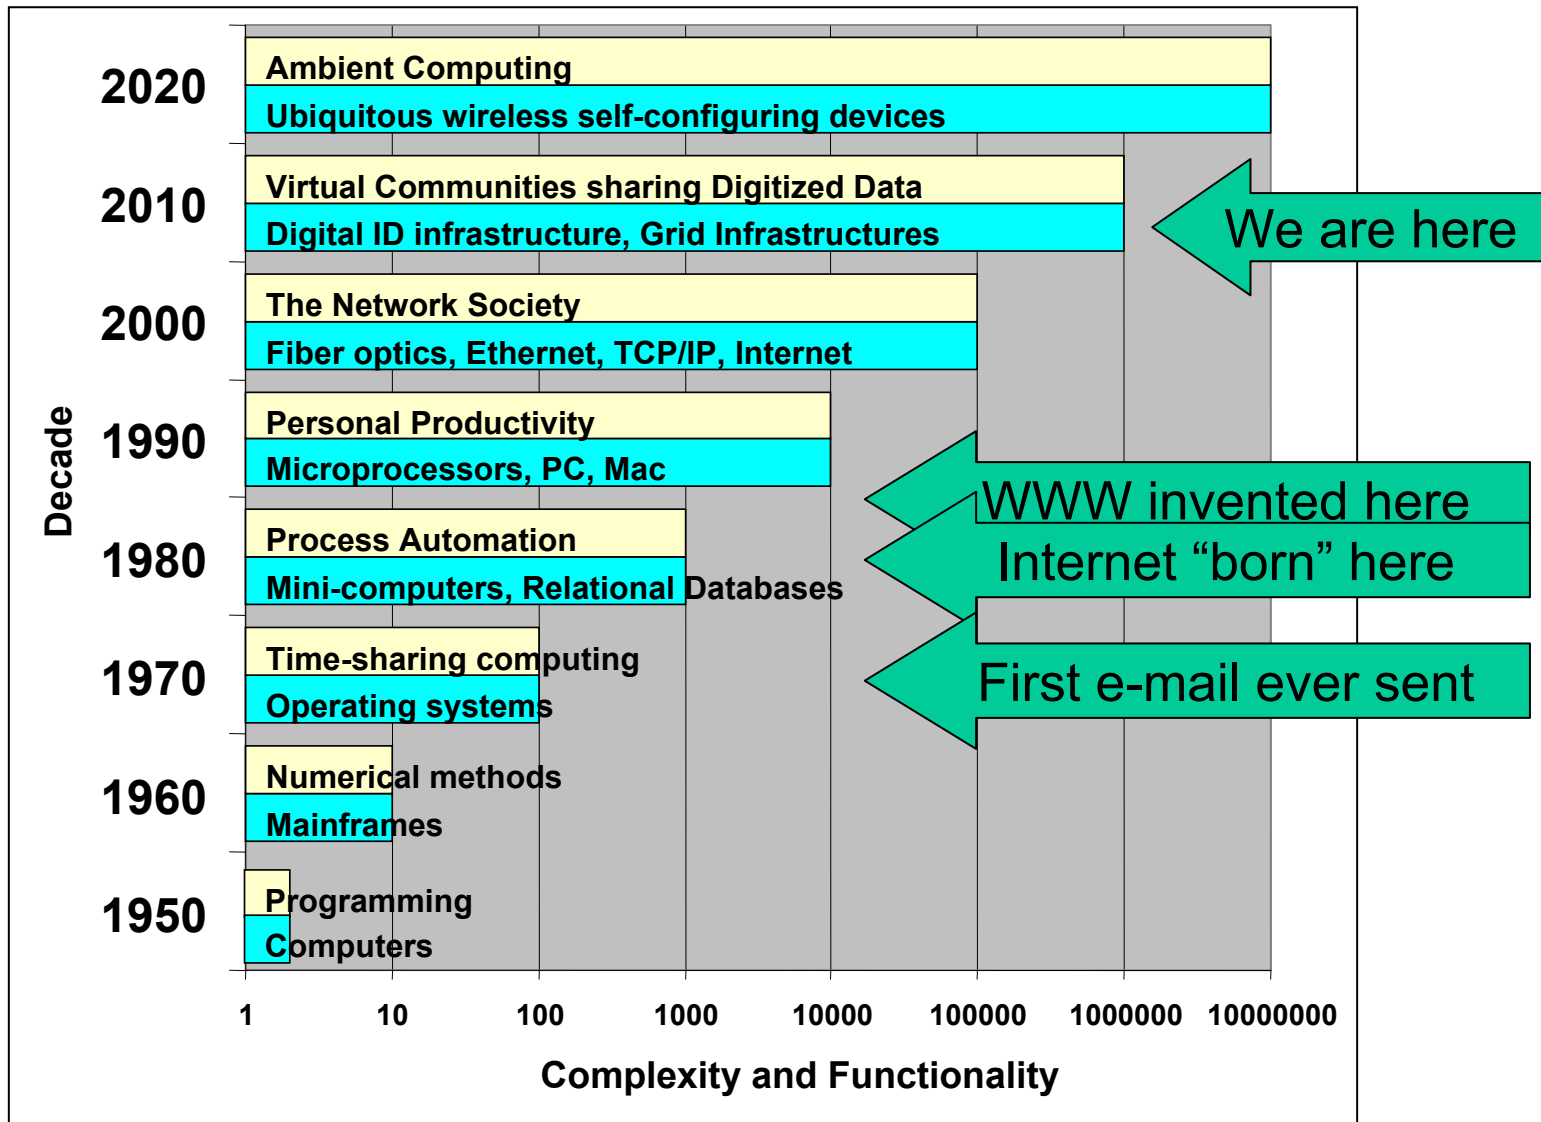 2020
Ambient Computing
Ubiquitous wireless self-configuring devices
2010
Virtual Communities sharing Digitized Data
Digital ID infrastructure, Grid Infrastructures
We are here
2000
The Network Society
Fiber optics, Ethernet, TCP/IP, Internet
Decade
1990
Personal Productivity
Microprocessors, PC, Mac
WWW invented here
1980
Process Automation
Mini-computers, Relational Databases
Internet “born” here
1970
Time-sharing computing
Operating systems
First e-mail ever sent
1960
Numerical methods
Mainframes
1950
Programming
Computers
1 10 100 1000 10000 100000 1000000 10000000
Complexity and Functionality